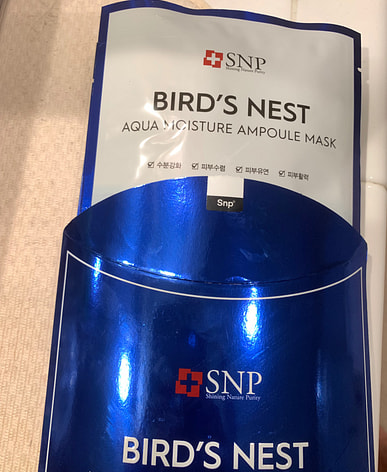 SNP
Shining Nature Purity
BIRD'S NEST
AQUA MOISTURE AMPOULE MASK
☑ 수분강화 ☑ 피부수렴 ☑ 피부유연 ☑ 피부활력
Snp
SNP
Shining Nature Purity
BIRD'S NEST